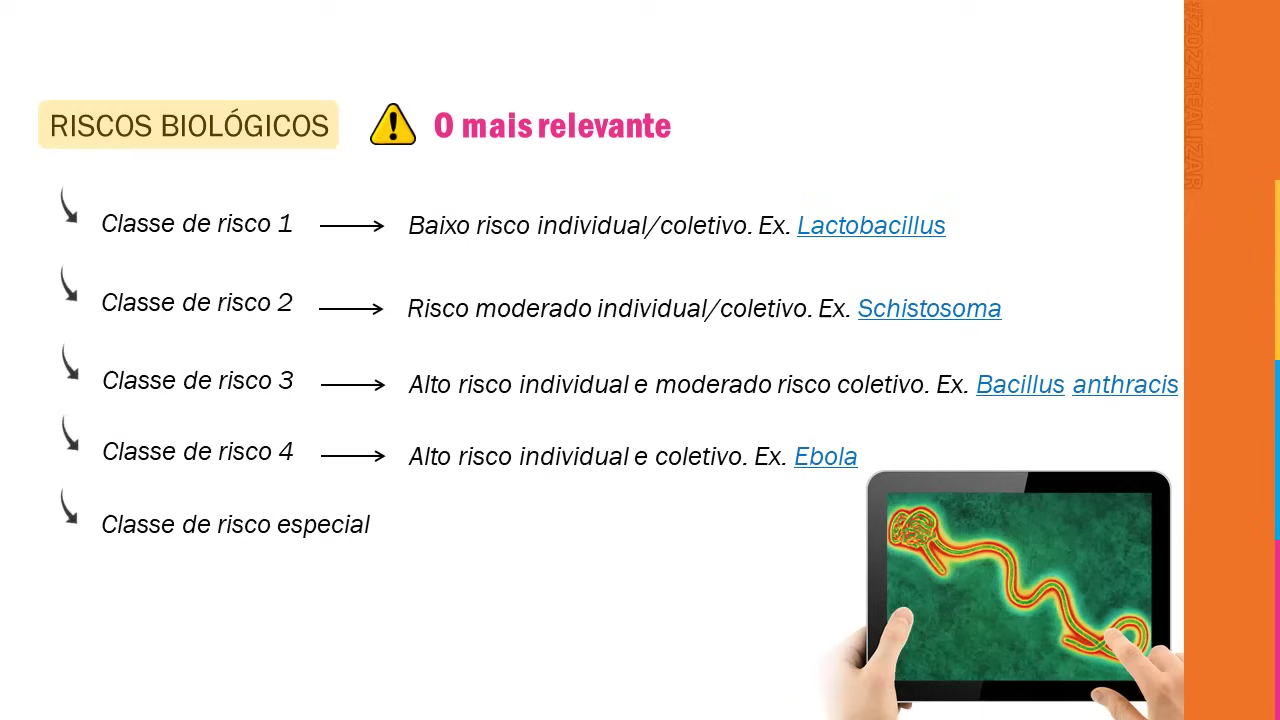 RISCOS BIOLÓGICOS
O mais relevante
Classe de risco 1
Baixo risco individual/coletivo. Ex. Lactobacillus
Classe de risco 2
Risco moderado individual/coletivo. Ex. Schistosoma
Classe de risco 3
Alto risco individual e moderado risco coletivo. Ex. Bacillus anthracis
Classe de risco 4
Alto risco individual e coletivo. Ex. Ebola
Classe de risco especial
#2022REALIZAR